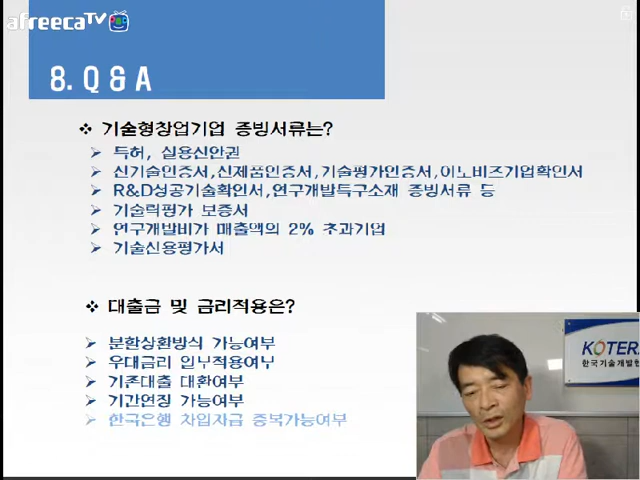 afreecaTV
8. Q & A
❖ 기술형창업기업 증빙서류는?
➢ 특허, 실용신안권
➢ 신기술인증서,신제품인증서,기술평가인증서,이노비즈기업확인서
➢ R&D성공기술확인서,연구개발특구소재 증빙서류 등
➢ 기술력평가 보증서
➢ 연구개발비가 매출액의 2% 초과기업
➢ 기술신용평가서
❖ 대출금 및 금리적용은?
➢ 분할상환방식 가능여부
➢ 우대금리 일부적용여부
➢ 기존대출 대환여부
➢ 기간연장 가능여부
➢ 한국은행 차입자금 중복가능여부
KOTER
한국기술개발